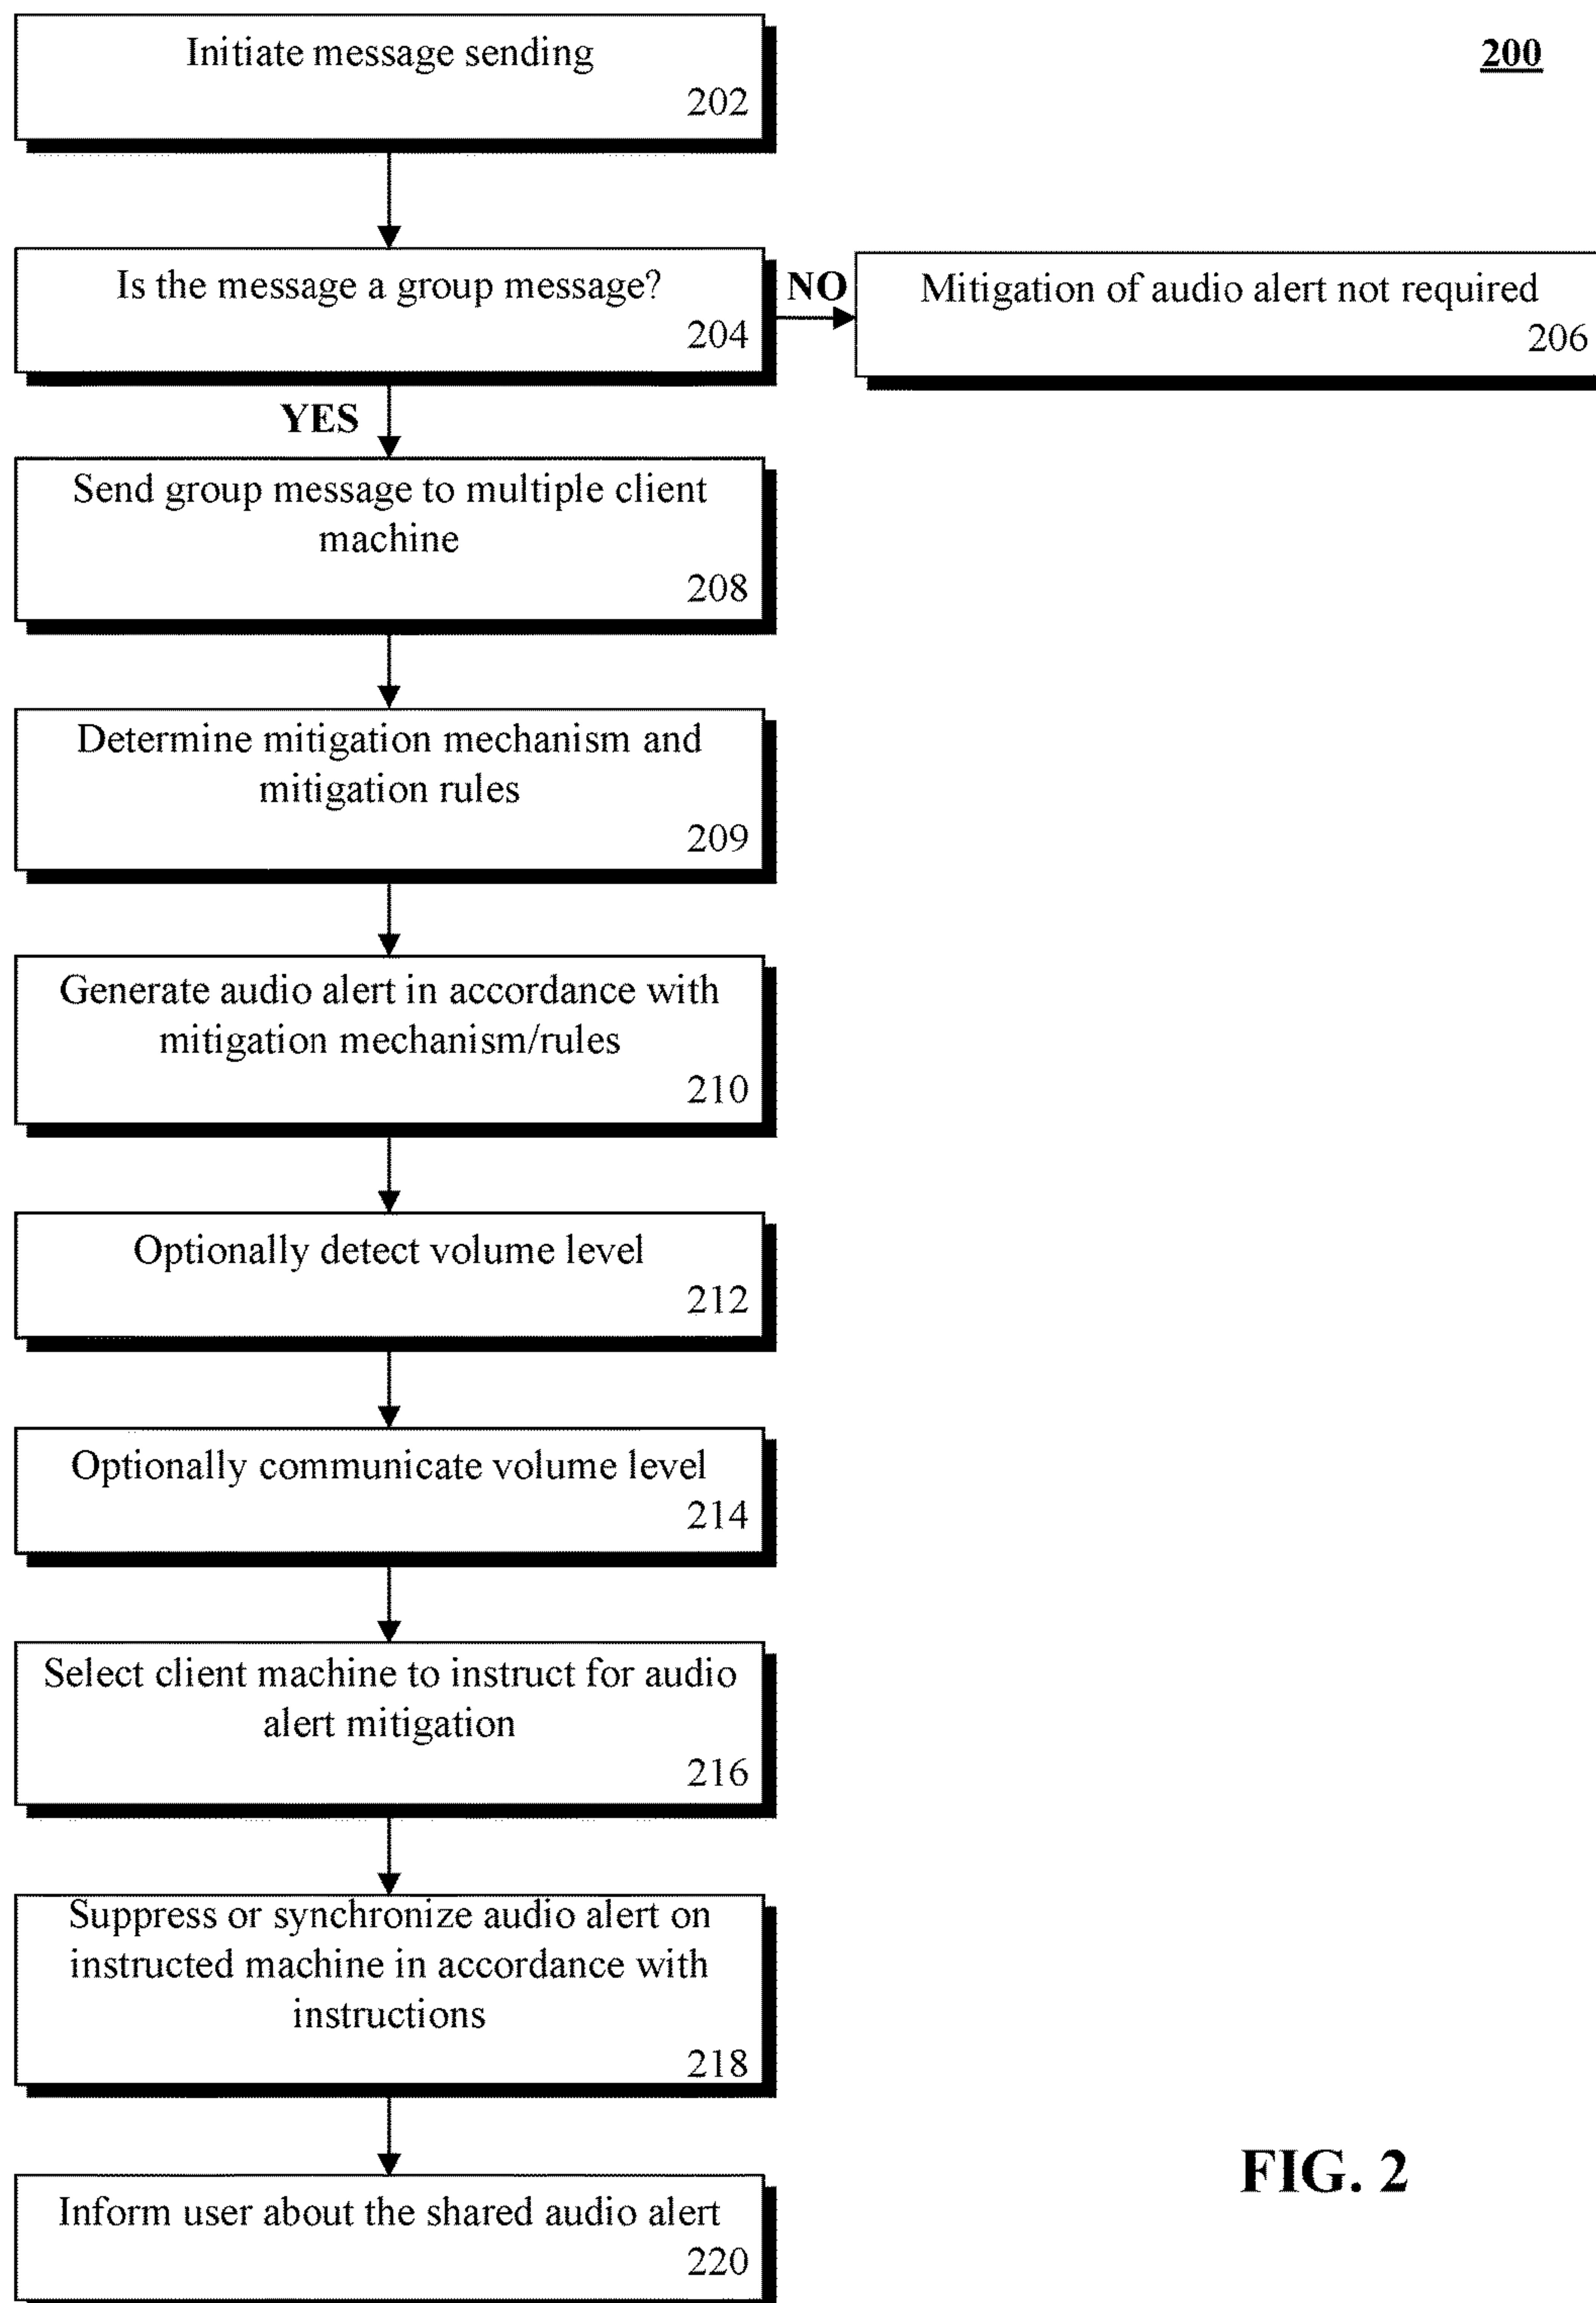 200
Initiate message sending
202
Is the message a group message?
204
NO
Mitigation of audio alert not required
206
YES
Send group message to multiple client
machine
208
Determine mitigation mechanism and
mitigation rules
209
Generate audio alert in accordance with
mitigation mechanism/rules
210
Optionally detect volume level
212
Optionally communicate volume level
214
Select client machine to instruct for audio
alert mitigation
216
Suppress or synchronize audio alert on
instructed machine in accordance with
instructions
218
Inform user about the shared audio alert
220
FIG. 2